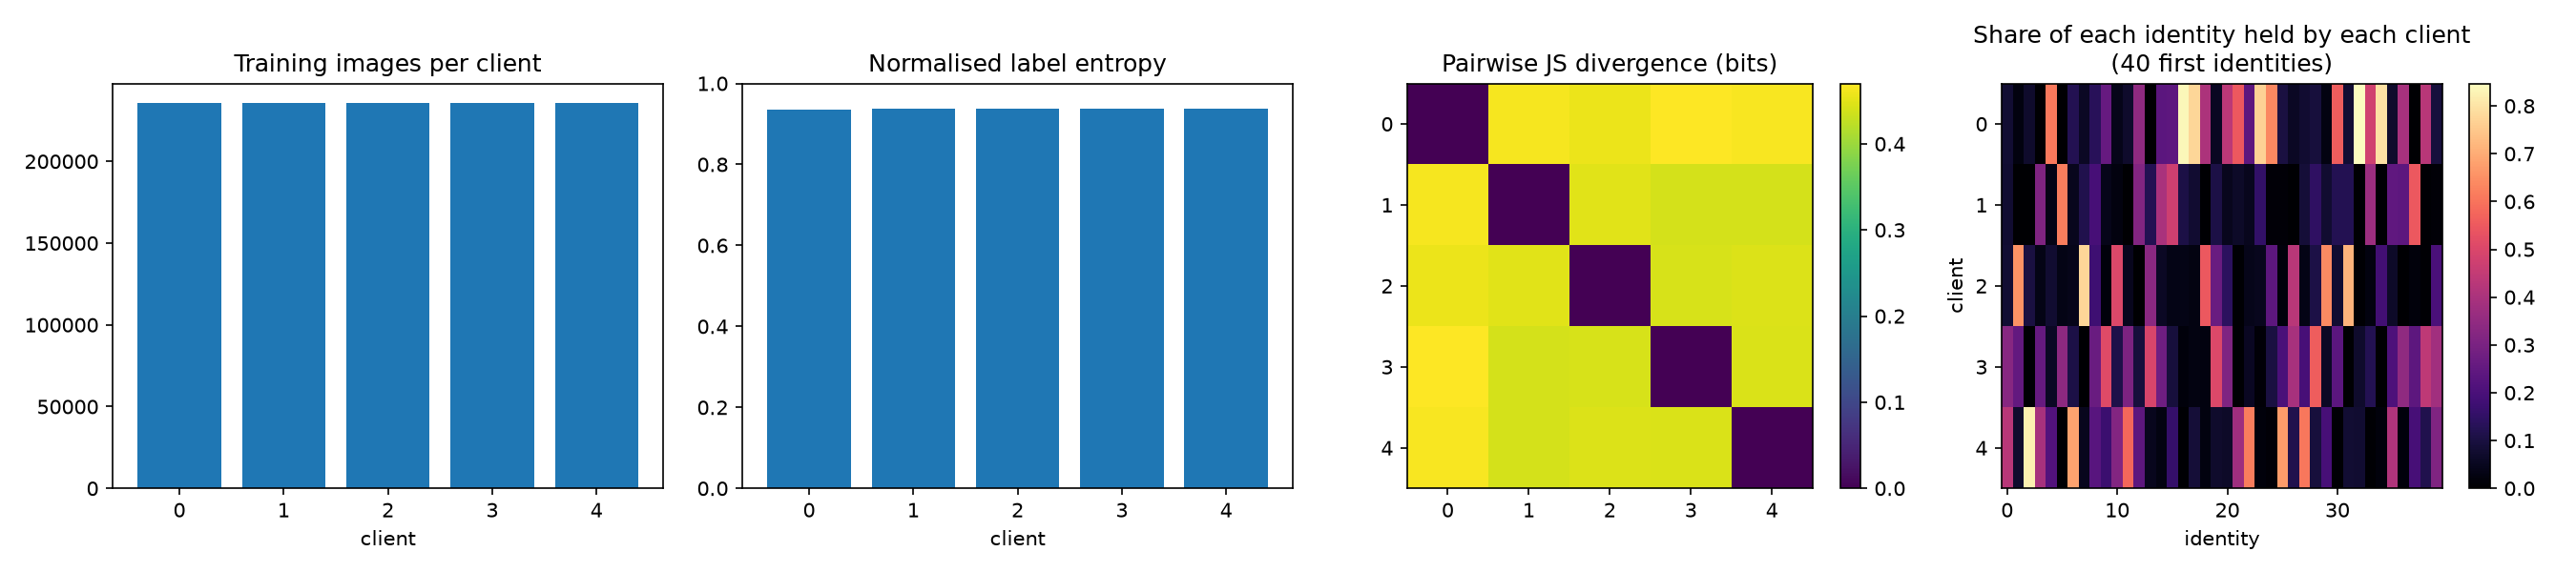 Training images per client
200000
150000
100000
50000
0
0 1 2 3 4
client
Normalised label entropy
1.0
0.8
0.6
0.4
0.2
0.0
0 1 2 3 4
client
Pairwise JS divergence (bits)
0
1
2
3
4
0 1 2 3 4
0.4
0.3
0.2
0.1
0.0
Share of each identity held by each client
(40 first identities)
client
0
1
2
3
4
0 10 20 30
identity
0.8
0.7
0.6
0.5
0.4
0.3
0.2
0.1
0.0